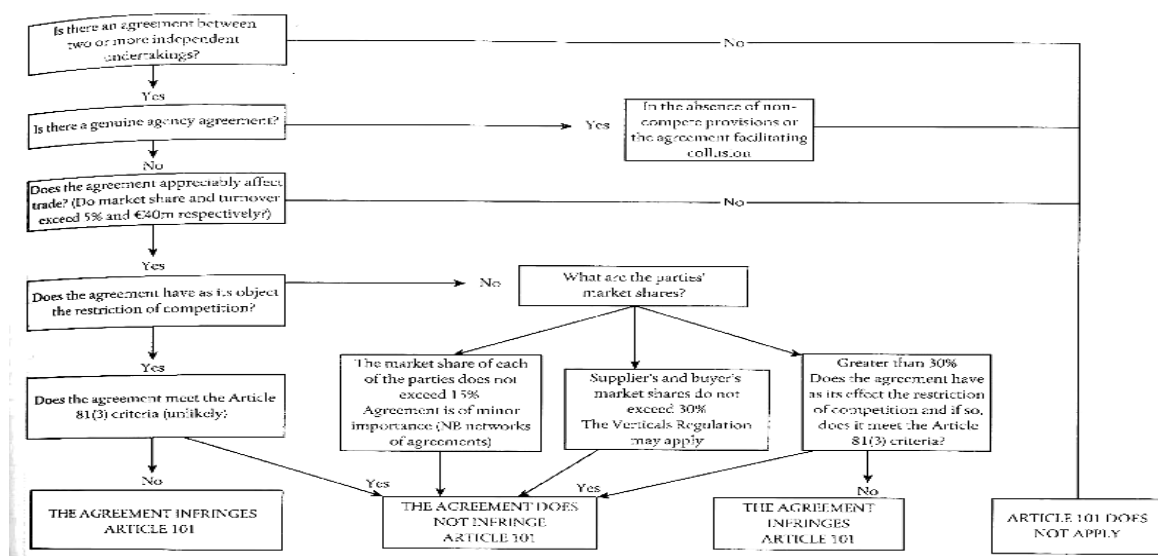 Is there an agreement between
two or more independent
undertakings?
No
Yes
Is there a genuine agency agreement?
Yes
In the absence of non-
compete provisions or
the agreement facilitating
collusion
No
Does the agreement appreciably affect
trade? (Do market share and turnover
exceed 5% and €40m respectively?)
No
Yes
Does the agreement have as its object
the restriction of competition?
No
What are the parties'
market shares?
Yes
Does the agreement meet the Article
81(3) criteria (unlikely)
The market share of each
of the parties does not
exceed 15%
Agreement is of minor
importance (NB networks
of agreements)
Supplier's and buyer's
market shares do not
exceed 30%
The Verticals Regulation
may apply
Greater than 30%
Does the agreement have
as its effect the restriction
of competition and if so,
does it meet the Article
81(3) criteria?
No
Yes
Yes
No
THE AGREEMENT INFRINGES
ARTICLE 101
THE AGREEMENT DOES
NOT INFRINGE
ARTICLE 101
THE AGREEMENT
INFRINGES
ARTICLE 101
ARTICLE 101 DOES
NOT APPLY